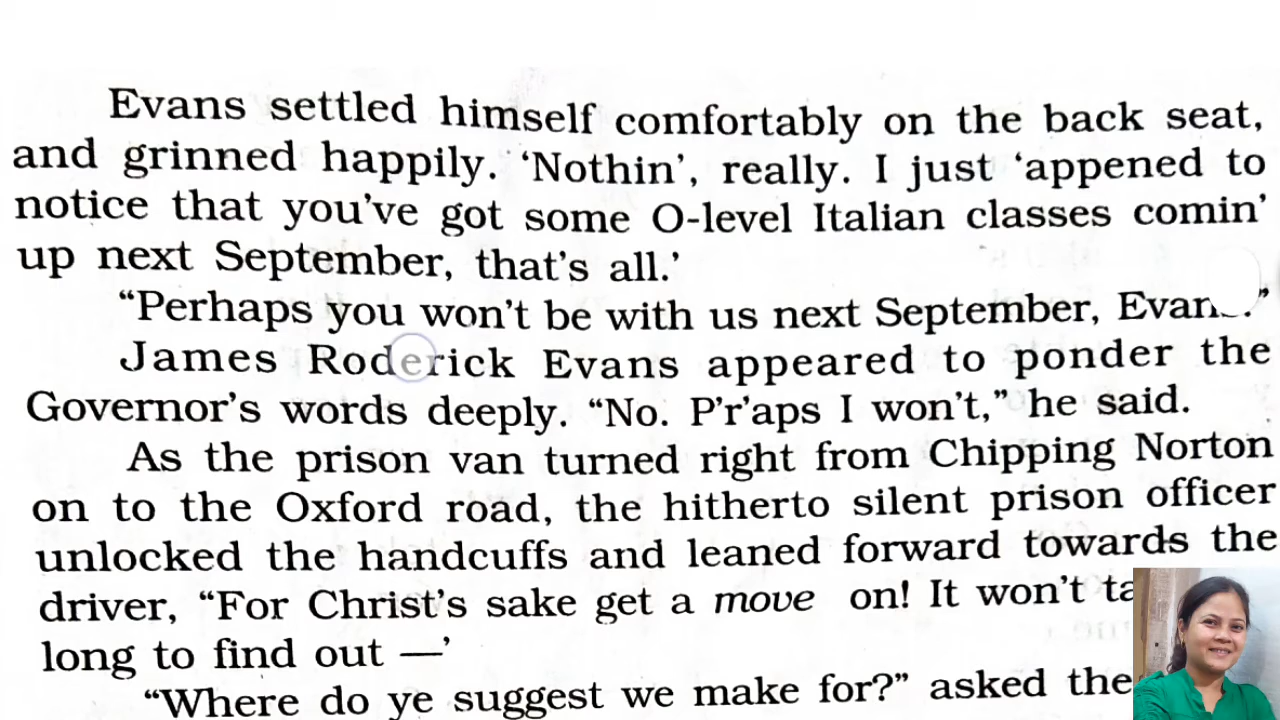 Evans settled himself comfortably on the back seat,
and grinned happily. ‘Nothin’, really. I just ‘appened to
notice that you’ve got some O-level Italian classes comin’
up next September, that’s all.’
“Perhaps you won’t be with us next September,
James Roderick Evans appeared to ponder the
Governor’s words deeply. “No. P’r’aps I won’t,” he said.
As the prison van turned right from Chipping Norton
on to the Oxford road, the hitherto silent prison officer
unlocked the handcuffs and leaned forward towards the
driver, “For Christ’s sake get a move on! It won’t
long to find out —’
“Where do ye suggest we make for?” asked the